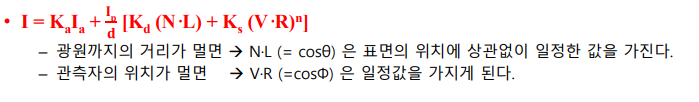 • I = KₐIₐ + Iₚ/d [K_d (N·L) + Kₛ (V·R)ⁿ]
– 광원까지의 거리가 멀면 → N·L (= cosθ) 은 표면의 위치에 상관없이 일정한 값을 가진다.
– 관측자의 위치가 멀면 → V·R (=cosΦ) 은 일정값을 가지게 된다.